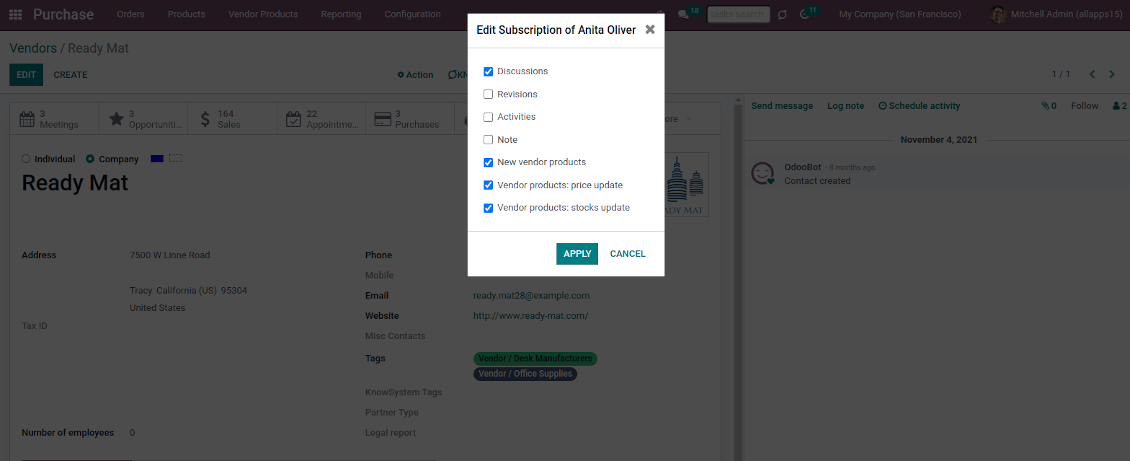 Purchase Orders Products Vendor Products Reporting Configuration 18 tasks search 11 My Company (San Francisco) Mitchell Admin (allapps15)
Vendors / Ready Mat
EDIT CREATE Action KN 1 / 1
3 Meetings
3 Opportuniti...
164 Sales
22 Appointme...
3 Purchases
ore
Individual Company
Ready Mat
ADY MAT
Address 7500 W Linne Road
Tracy California (US) 95304
United States
Tax ID
Number of employees 0
Phone
Mobile
Email ready.mat28@example.com
Website http://www.ready-mat.com/
Misc Contacts
Tags Vendor / Desk Manufacturers
Vendor / Office Supplies
KnowSystem Tags
Partner Type
Legal report
Edit Subscription of Anita Oliver
Discussions
Revisions
Activities
Note
New vendor products
Vendor products: price update
Vendor products: stocks update
APPLY CANCEL
Send message Log note Schedule activity 0 Follow 2
November 4, 2021
OdooBot - 8 months ago
Contact created